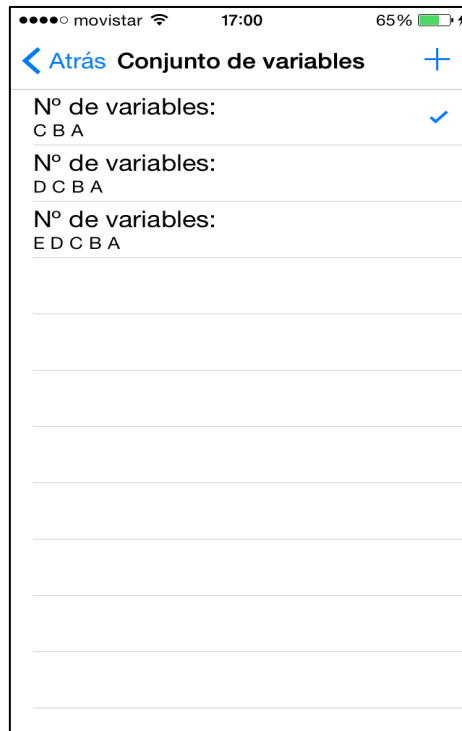 movistar 17:00 65%
Atrás Conjunto de variables +
Nº de variables:
C B A
Nº de variables:
D C B A
Nº de variables:
E D C B A